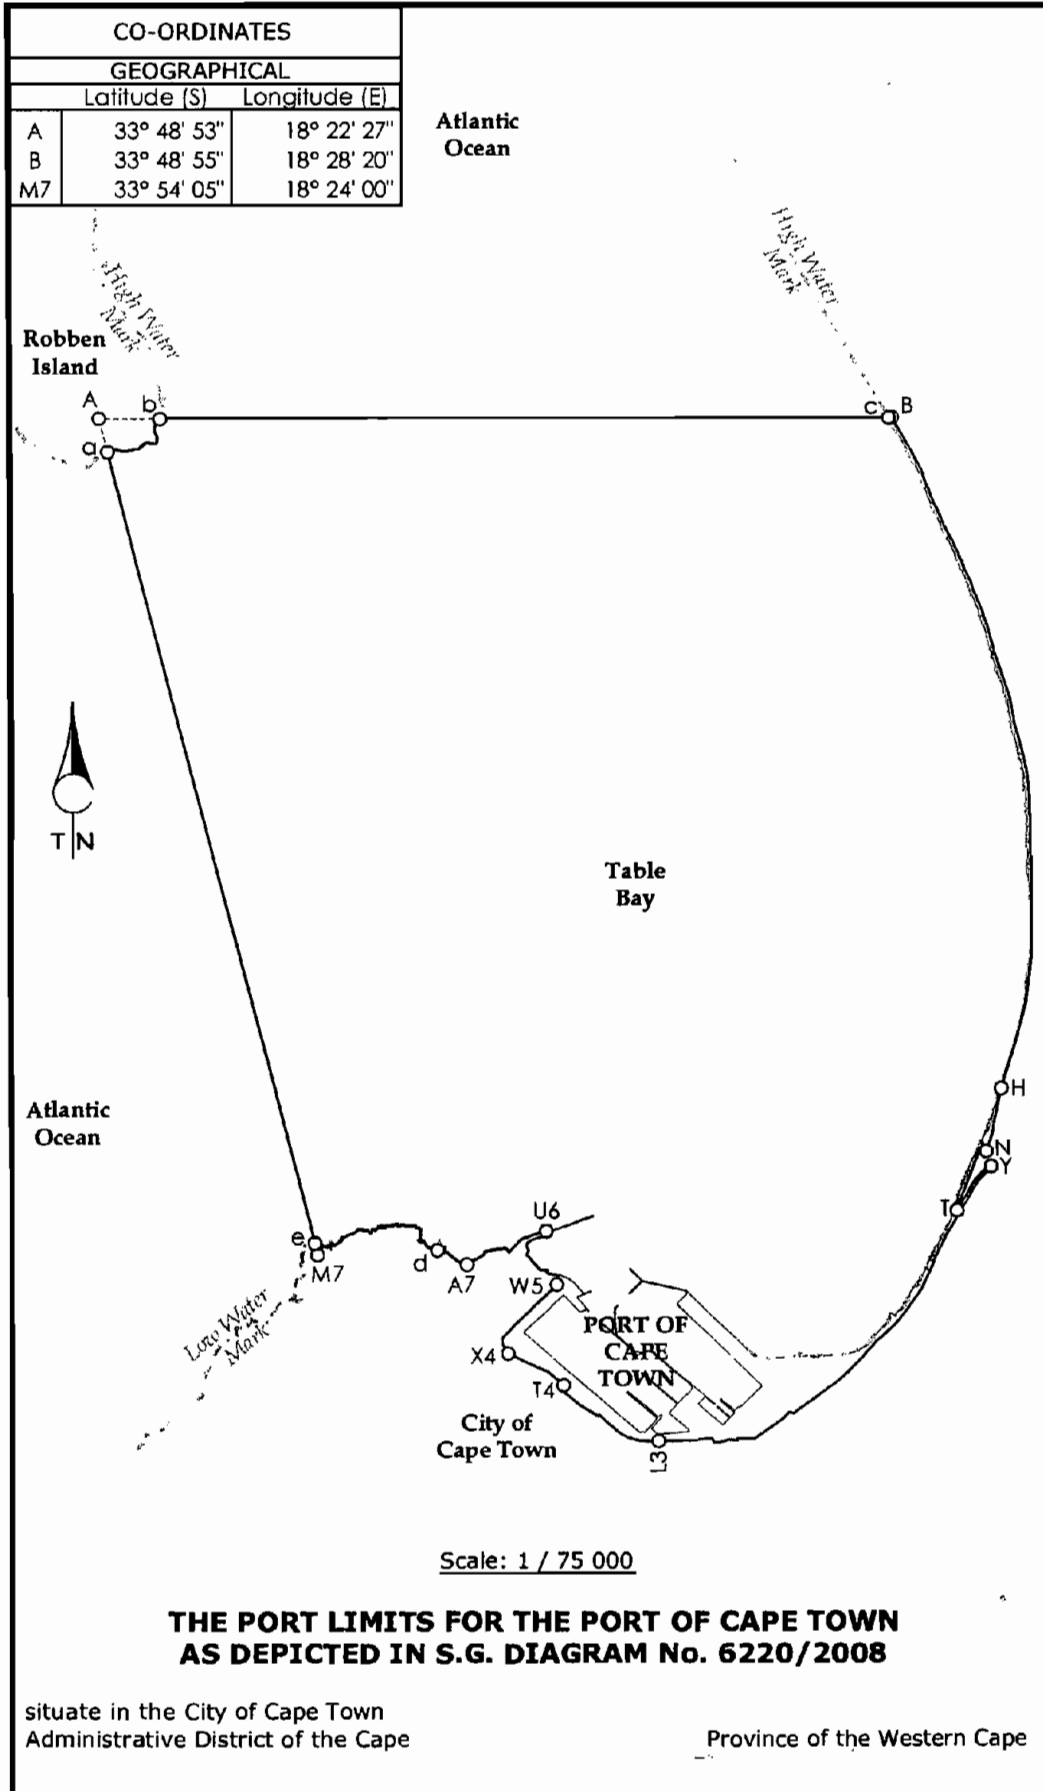 CO-ORDINATES
GEOGRAPHICAL
Latitude (S) Longitude (E)
A 33° 48' 53" 18° 22' 27"
B 33° 48' 55" 18° 28' 20"
M7 33° 54' 05" 18° 24' 00"
Atlantic
Ocean
High Water
Mark
High Water
Mark
Robben
Island
A
b
c
B
a
T N
Table
Bay
Atlantic
Ocean
H
N
Y
T
U6
e
M7
d
A7
W5
Low Water
Mark
PORT OF
CAPE
TOWN
X4
T4
City of
Cape Town
L3
Scale: 1 / 75 000
THE PORT LIMITS FOR THE PORT OF CAPE TOWN
AS DEPICTED IN S.G. DIAGRAM No. 6220/2008
situate in the City of Cape Town
Administrative District of the Cape
Province of the Western Cape